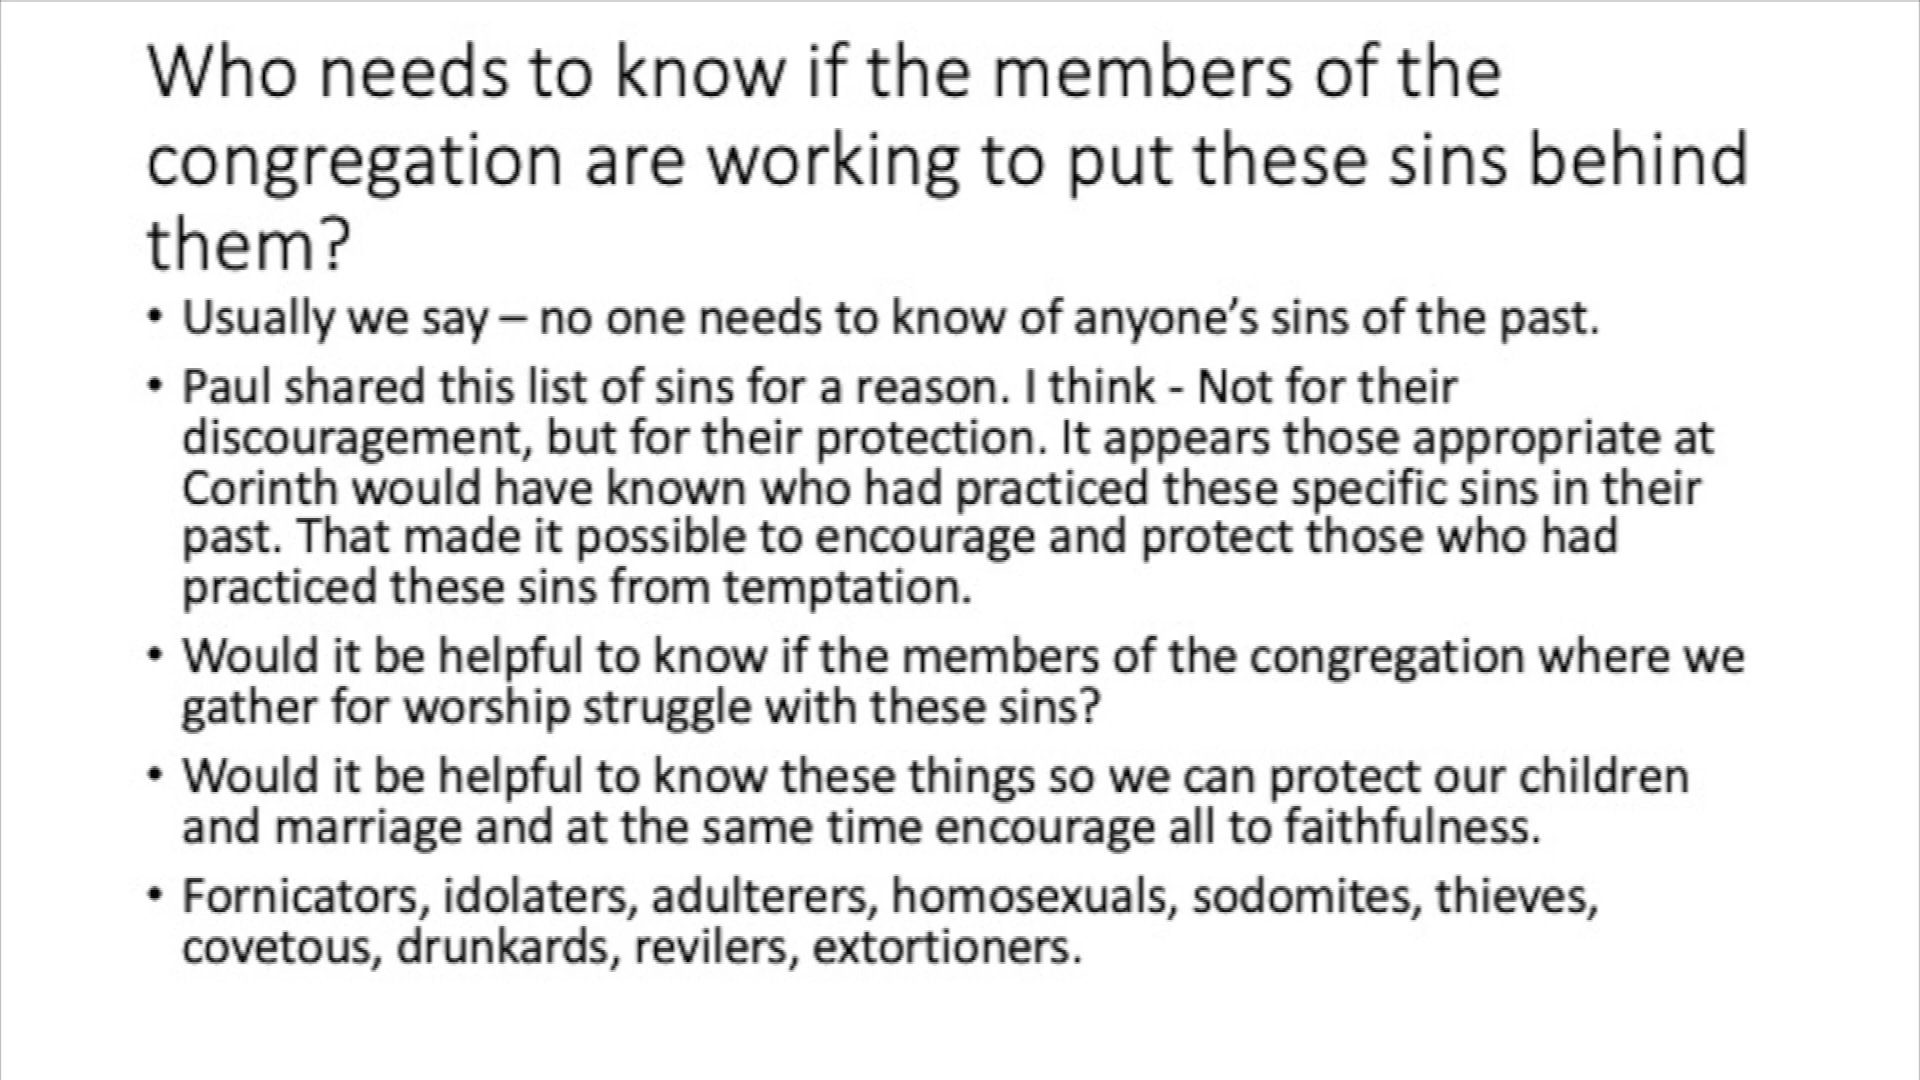 Who needs to know if the members of the
congregation are working to put these sins behind
them?
• Usually we say – no one needs to know of anyone’s sins of the past.
• Paul shared this list of sins for a reason. I think - Not for their
discouragement, but for their protection. It appears those appropriate at
Corinth would have known who had practiced these specific sins in their
past. That made it possible to encourage and protect those who had
practiced these sins from temptation.
• Would it be helpful to know if the members of the congregation where we
gather for worship struggle with these sins?
• Would it be helpful to know these things so we can protect our children
and marriage and at the same time encourage all to faithfulness.
• Fornicators, idolaters, adulterers, homosexuals, sodomites, thieves,
covetous, drunkards, revilers, extortioners.